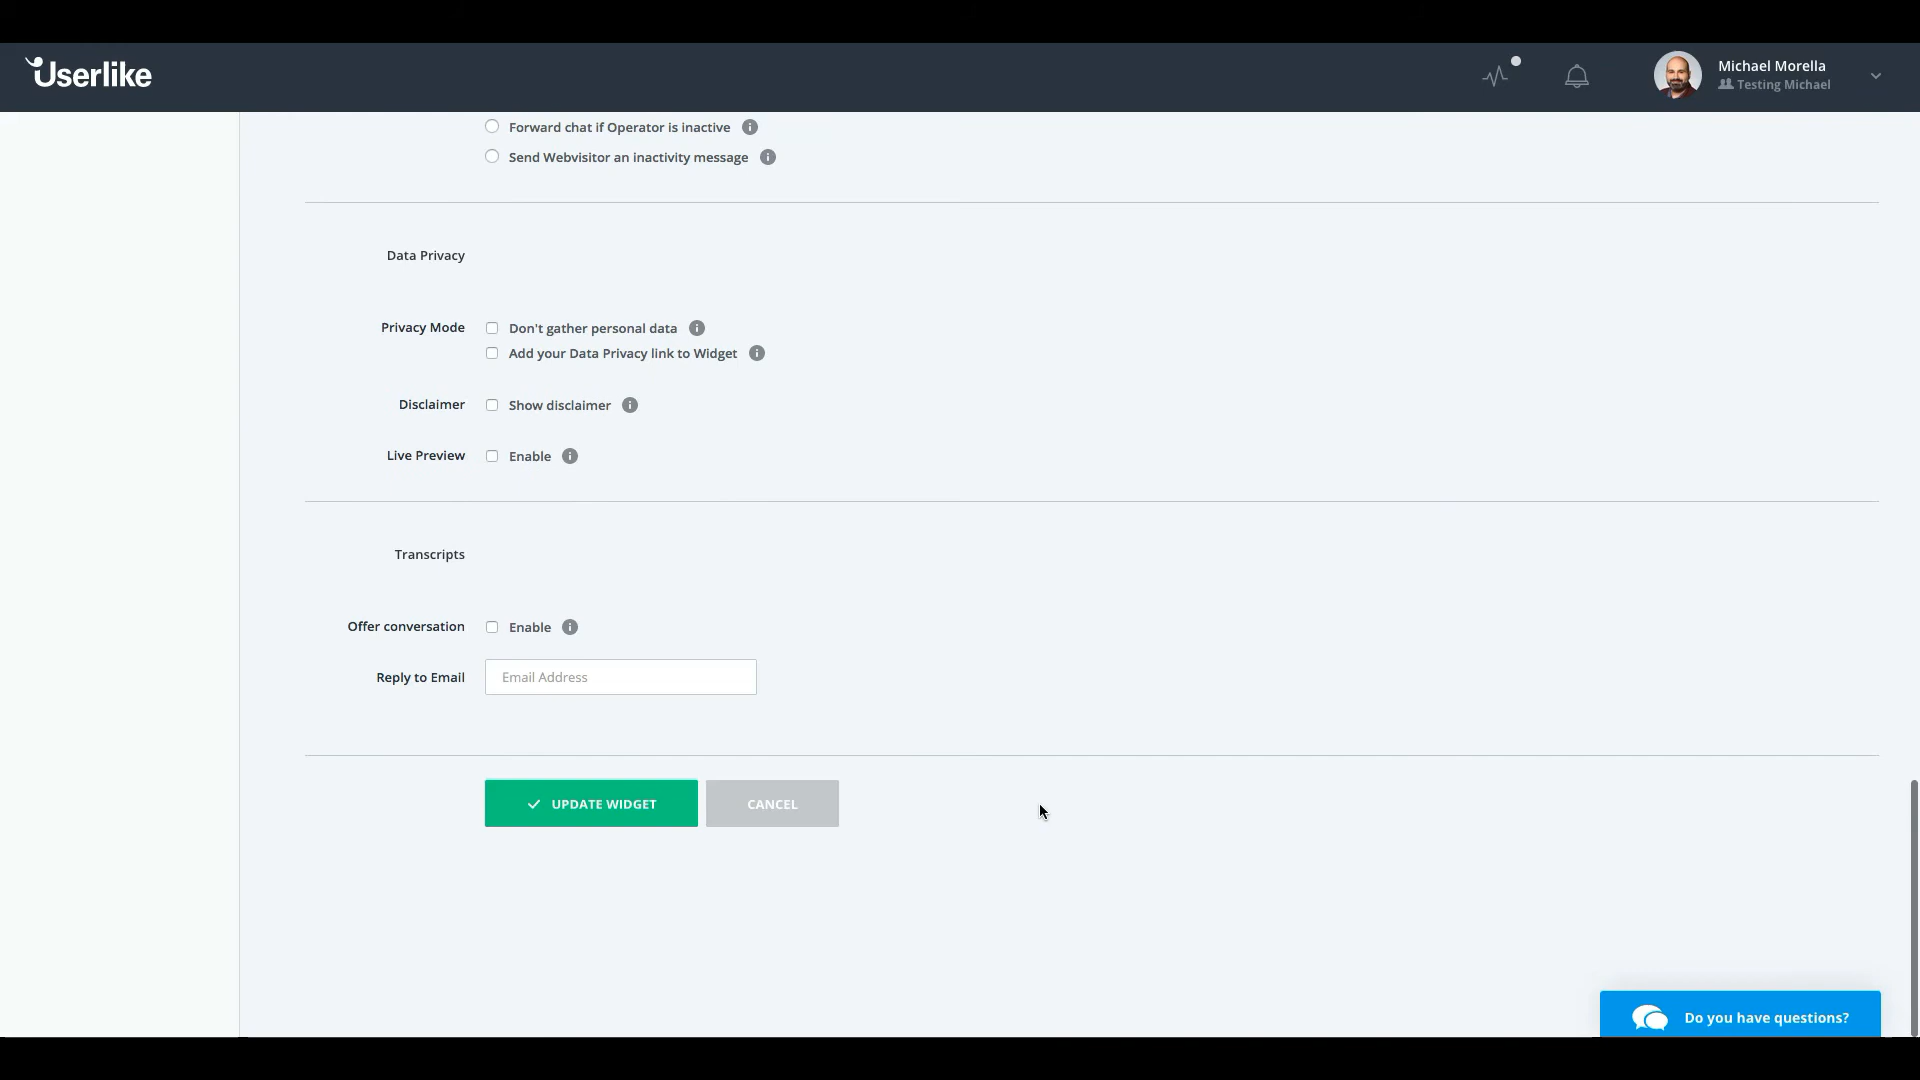 Userlike
Michael Morella
Testing Michael
Forward chat if Operator is inactive
Send Webvisitor an inactivity message
Data Privacy
Privacy Mode
Don't gather personal data
Add your Data Privacy link to Widget
Disclaimer
Show disclaimer
Live Preview
Enable
Transcripts
Offer conversation
Enable
Reply to Email
Email Address
UPDATE WIDGET
CANCEL
Do you have questions?